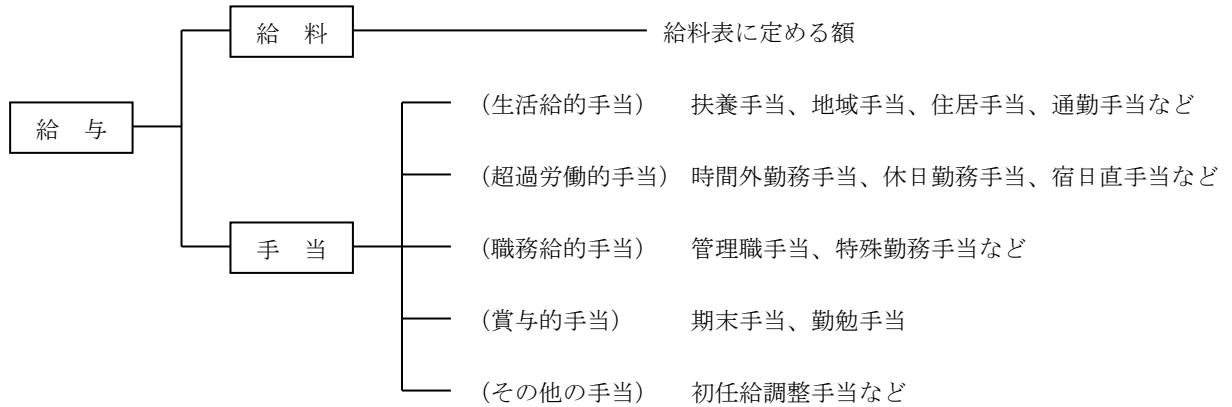 給 料 給料表に定める額
(生活給的手当) 扶養手当、地域手当、住居手当、通勤手当など
給 与
(超過労働的手当) 時間外勤務手当、休日勤務手当、宿日直手当など
手 当 (職務給的手当) 管理職手当、特殊勤務手当など
(賞与的手当) 期末手当、勤勉手当
(その他の手当) 初任給調整手当など